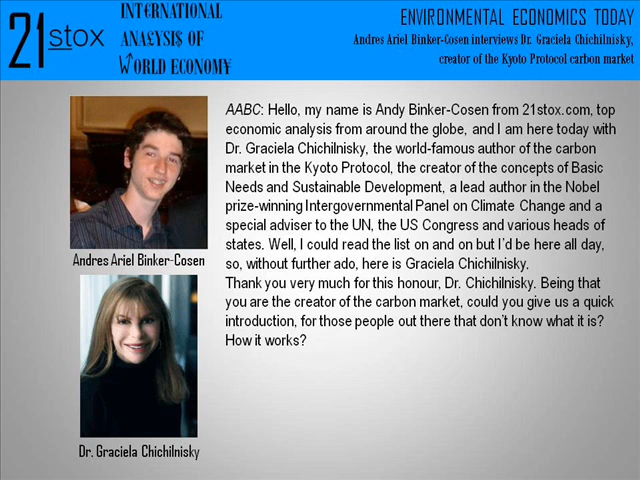 21stox
INTERNATIONAL
ANALYSIS OF
WORLD ECONOMY
ENVIRONMENTAL ECONOMICS TODAY
Andres Ariel Binker-Cosen interviews Dr. Graciela Chichilnisky,
creator of the Kyoto Protocol carbon market
AABC: Hello, my name is Andy Binker-Cosen from 21stox.com, top
economic analysis from around the globe, and I am here today with
Dr. Graciela Chichilnisky, the world-famous author of the carbon
market in the Kyoto Protocol, the creator of the concepts of Basic
Needs and Sustainable Development, a lead author in the Nobel
prize-winning Intergovernmental Panel on Climate Change and a
special adviser to the UN, the US Congress and various heads of
states. Well, I could read the list on and on but I'd be here all day,
so, without further ado, here is Graciela Chichilnisky.
Thank you very much for this honour, Dr. Chichilnisky. Being that
you are the creator of the carbon market, could you give us a quick
introduction, for those people out there that don't know what it is?
How it works?
Andres Ariel Binker-Cosen
Dr. Graciela Chichilnisky